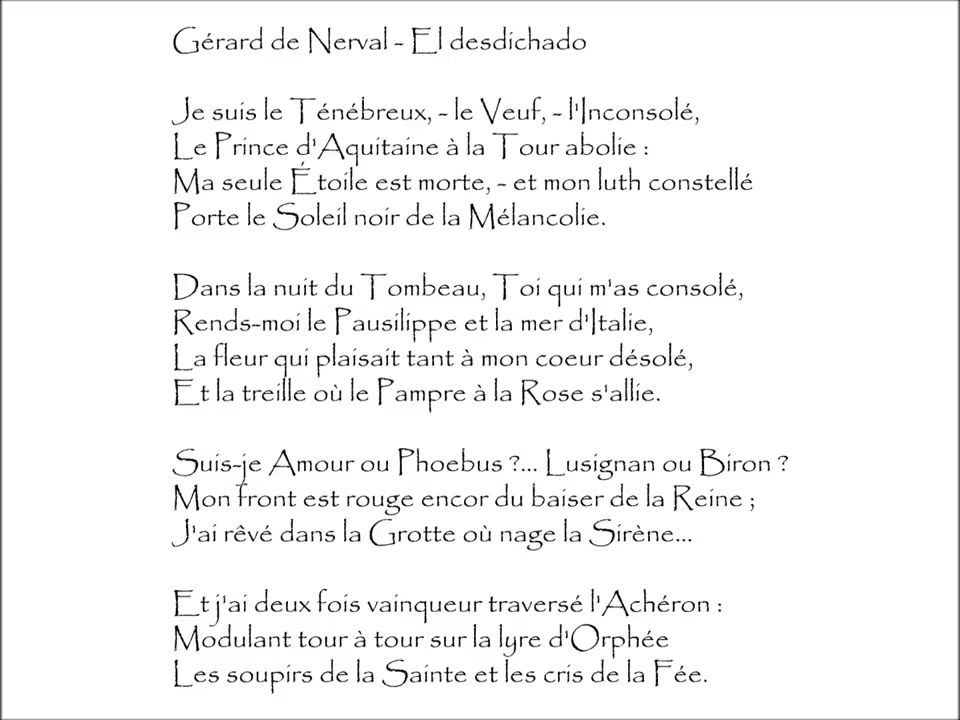 Gérard de Nerval - El desdichado
Je suis le Ténébreux, - le Veuf, - l'Inconsolé,
Le Prince d'Aquitaine à la Tour abolie :
Ma seule Étoile est morte, - et mon luth constellé
Porte le Soleil noir de la Mélancolie.
Dans la nuit du Tombeau, Toi qui m'as consolé,
Rends-moi le Pausilippe et la mer d'Italie,
La fleur qui plaisait tant à mon coeur désolé,
Et la treille où le Pampre à la Rose s'allie.
Suis-je Amour ou Phoebus ?... Lusignan ou Biron ?
Mon front est rouge encor du baiser de la Reine ;
J'ai rêvé dans la Grotte où nage la Sirène...
Et j'ai deux fois vainqueur traversé l'Achéron :
Modulant tour à tour sur la lyre d'Orphée
Les soupirs de la Sainte et les cris de la Fée.